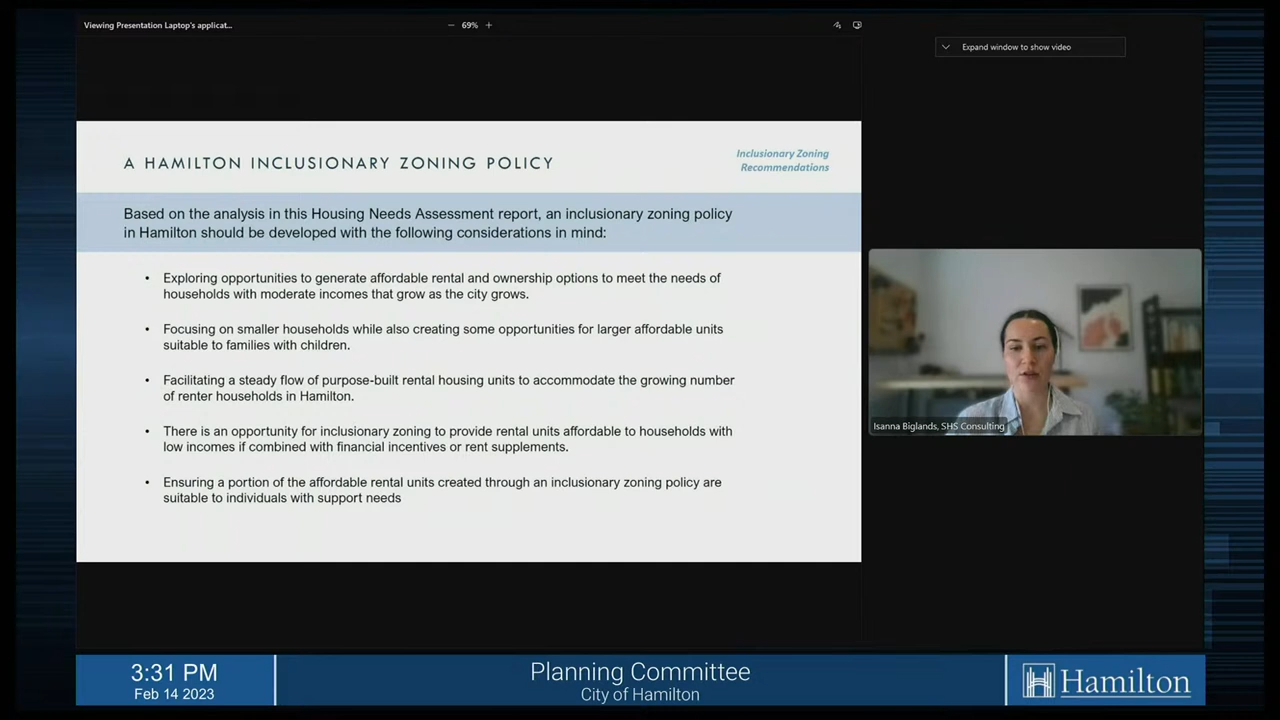 Viewing Presentation Laptop's applicat...
69%
Expand window to show video
A HAMILTON INCLUSIONARY ZONING POLICY
Inclusionary Zoning
Recommendations
Based on the analysis in this Housing Needs Assessment report, an inclusionary zoning policy
in Hamilton should be developed with the following considerations in mind:
• Exploring opportunities to generate affordable rental and ownership options to meet the needs of
households with moderate incomes that grow as the city grows.
• Focusing on smaller households while also creating some opportunities for larger affordable units
suitable to families with children.
• Facilitating a steady flow of purpose-built rental housing units to accommodate the growing number
of renter households in Hamilton.
• There is an opportunity for inclusionary zoning to provide rental units affordable to households with
low incomes if combined with financial incentives or rent supplements.
• Ensuring a portion of the affordable rental units created through an inclusionary zoning policy are
suitable to individuals with support needs
Isanna Biglands, SHS Consulting
3:31 PM
Feb 14 2023
Planning Committee
City of Hamilton
Hamilton